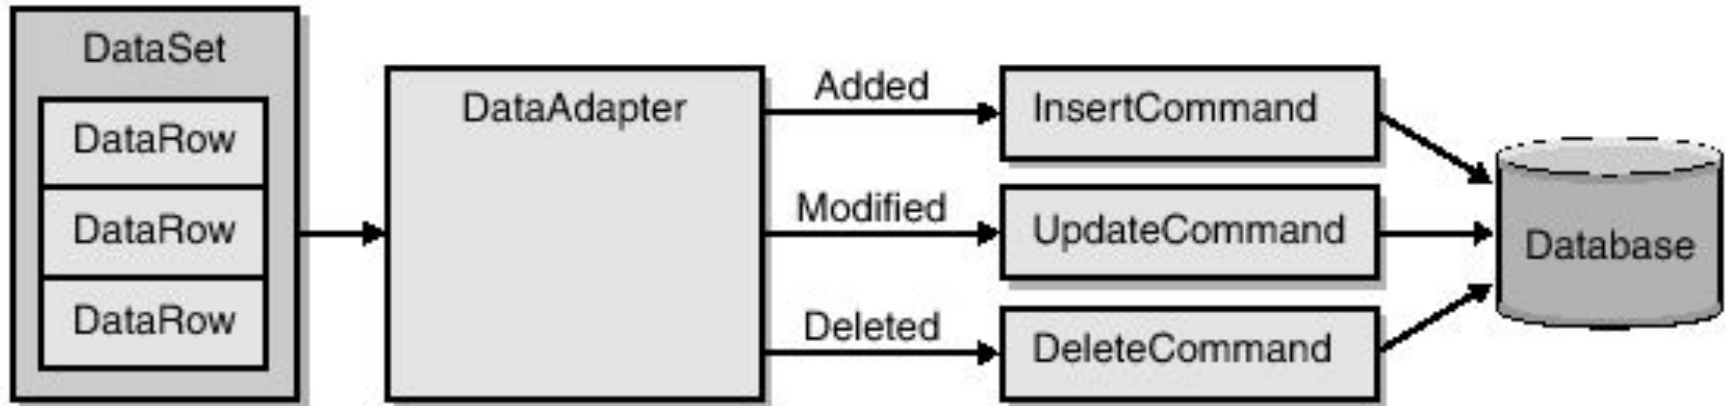 DataSet
DataRow
DataRow
DataRow
DataAdapter
Added
Modified
Deleted
InsertCommand
UpdateCommand
DeleteCommand
Database